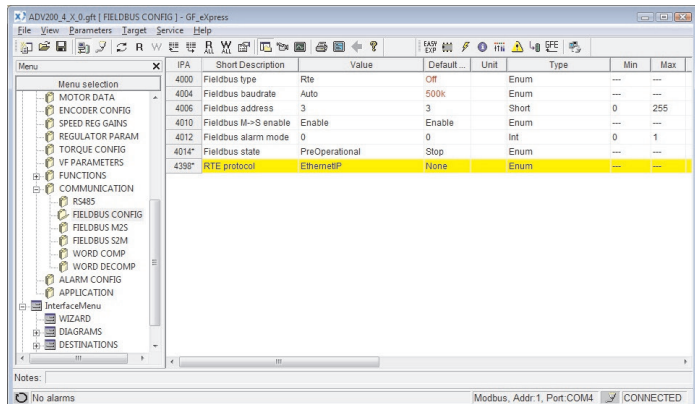 ADV200_4_X_0.gft [ FIELDBUS CONFIG ] - GF_eXpress
File View Parameters Target Service Help
Menu
Menu selection
MOTOR DATA
ENCODER CONFIG
SPEED REG GAINS
REGULATOR PARAM
TORQUE CONFIG
VF PARAMETERS
FUNCTIONS
COMMUNICATION
RS485
FIELDBUS CONFIG
FIELDBUS M2S
FIELDBUS S2M
WORD COMP
WORD DECOMP
ALARM CONFIG
APPLICATION
InterfaceMenu
WIZARD
DIAGRAMS
DESTINATIONS
IPA Short Description Value Default ... Unit Type Min Max
4000 Fieldbus type Rte Off Enum --- ---
4004 Fieldbus baudrate Auto 500k Enum --- ---
4006 Fieldbus address 3 3 Short 0 255
4010 Fieldbus M->S enable Enable Enable Enum --- ---
4012 Fieldbus alarm mode 0 0 Int 0 1
4014* Fieldbus state PreOperational Stop Enum --- ---
4398* RTE protocol EthernetIP None Enum --- ---
Notes:
No alarms
Modbus, Addr:1, Port:COM4 CONNECTED